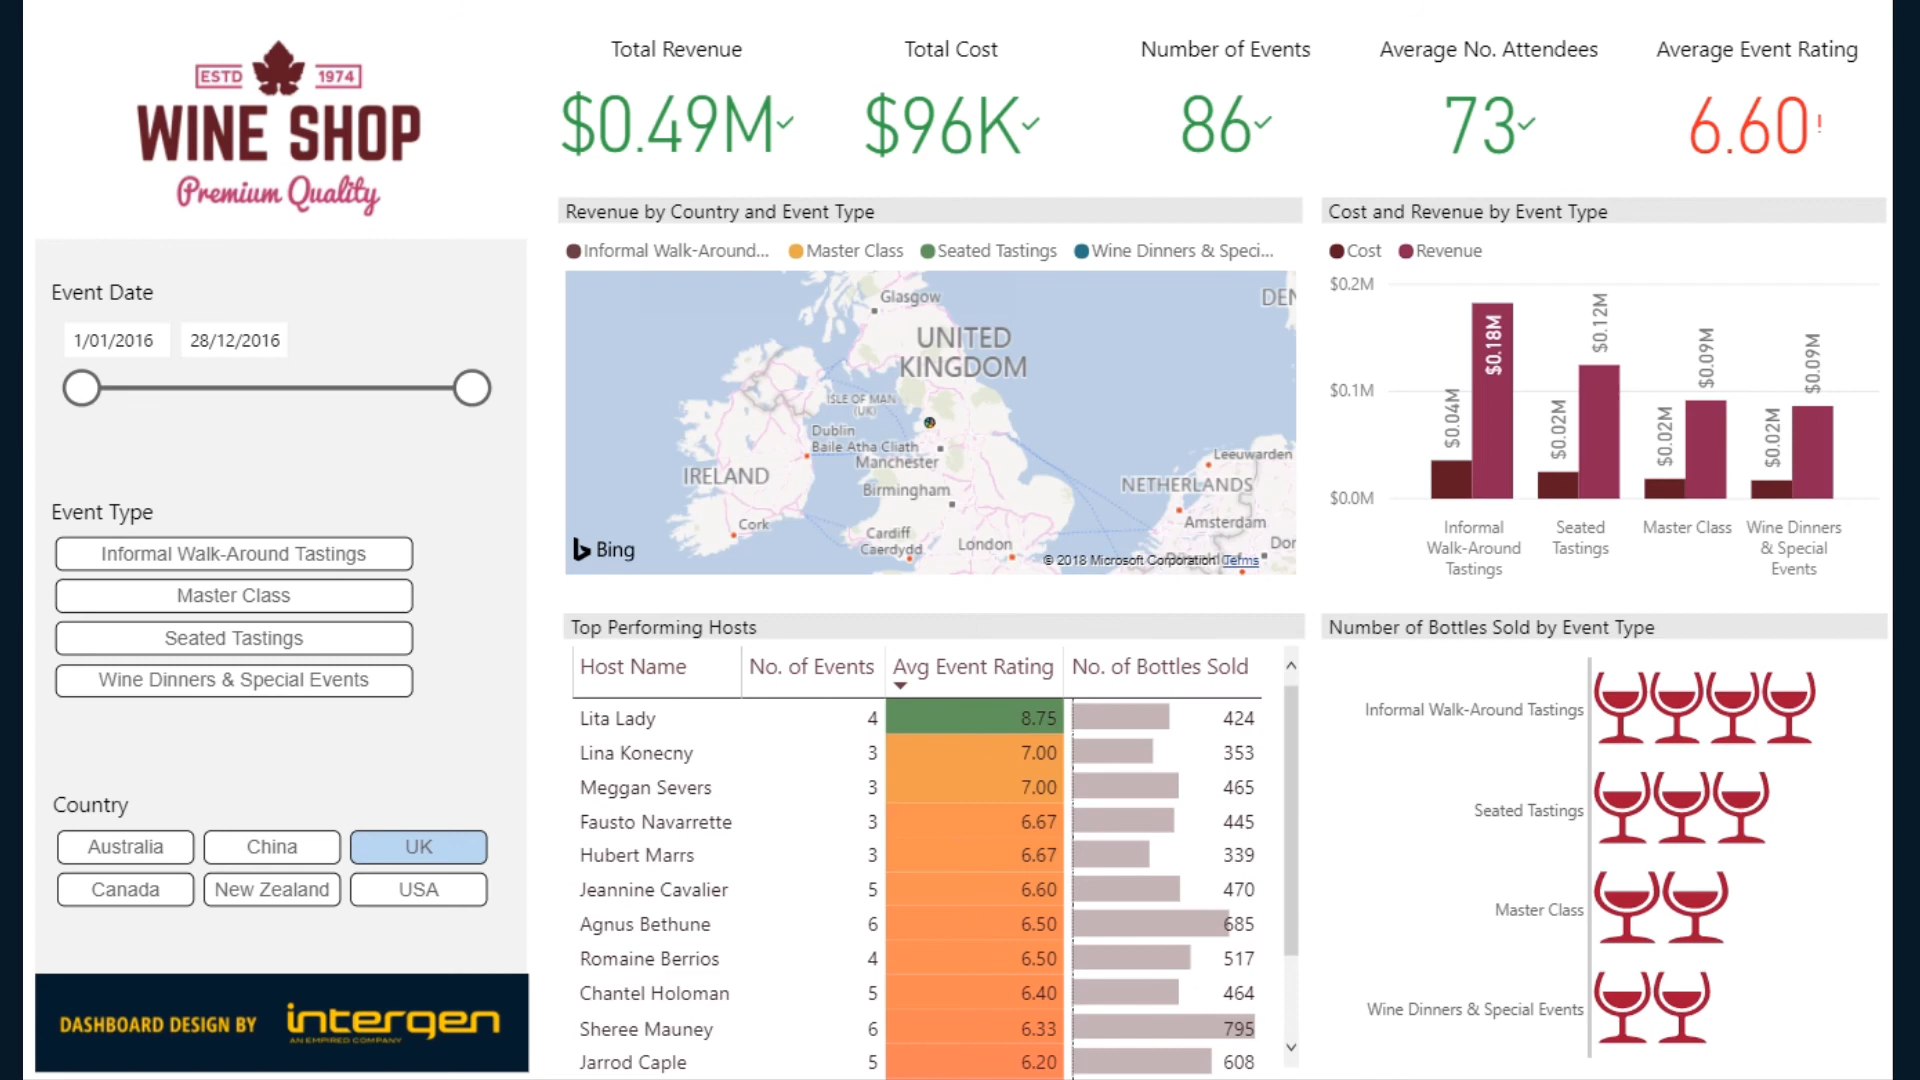 ESTD 1974
WINE SHOP
Premium Quality
Event Date
1/01/2016 28/12/2016
Event Type
Informal Walk-Around Tastings
Master Class
Seated Tastings
Wine Dinners & Special Events
Country
Australia China UK
Canada New Zealand USA
DASHBOARD DESIGN BY intergen
AN EMPIRED COMPANY
Total Revenue
$0.49M
Total Cost
$96K
Number of Events
86
Average No. Attendees
73
Average Event Rating
6.60!
Revenue by Country and Event Type
Informal Walk-Around... Master Class Seated Tastings Wine Dinners & Speci...
Glasgow
DEN
UNITED
KINGDOM
ISLE OF MAN
(UK)
Dublin
Baile Atha Cliath
Manchester
Leeuwarden
IRELAND
NETHERLANDS
Birmingham
Cork
Amsterdam
Cardiff
Caerdydd
London
Dor
Bing
© 2018 Microsoft Corporation Terms
Cost and Revenue by Event Type
Cost Revenue
$0.2M
$0.1M
$0.0M
$0.04M
$0.18M
$0.02M
$0.12M
$0.02M
$0.09M
$0.02M
$0.09M
Informal
Walk-Around
Tastings
Seated
Tastings
Master Class
Wine Dinners
& Special
Events
Top Performing Hosts
Host Name No. of Events Avg Event Rating No. of Bottles Sold
Lita Lady 4 8.75 424
Lina Konecny 3 7.00 353
Meggan Severs 3 7.00 465
Fausto Navarrette 3 6.67 445
Hubert Marrs 3 6.67 339
Jeannine Cavalier 5 6.60 470
Agnus Bethune 6 6.50 685
Romaine Berrios 4 6.50 517
Chantel Holoman 5 6.40 464
Sheree Mauney 6 6.33 795
Jarrod Caple 5 6.20 608
Number of Bottles Sold by Event Type
Informal Walk-Around Tastings
Seated Tastings
Master Class
Wine Dinners & Special Events